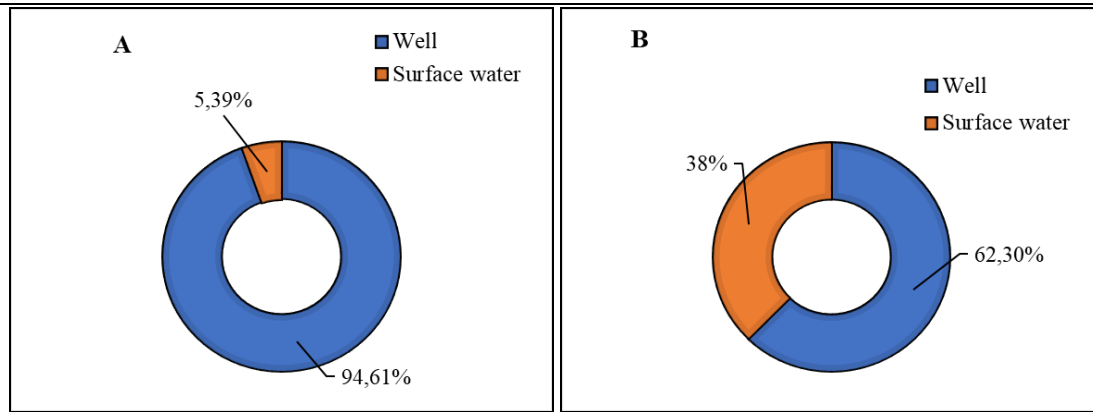 A
Well
Surface water
5,39%
94,61%
B
Well
Surface water
38%
62,30%